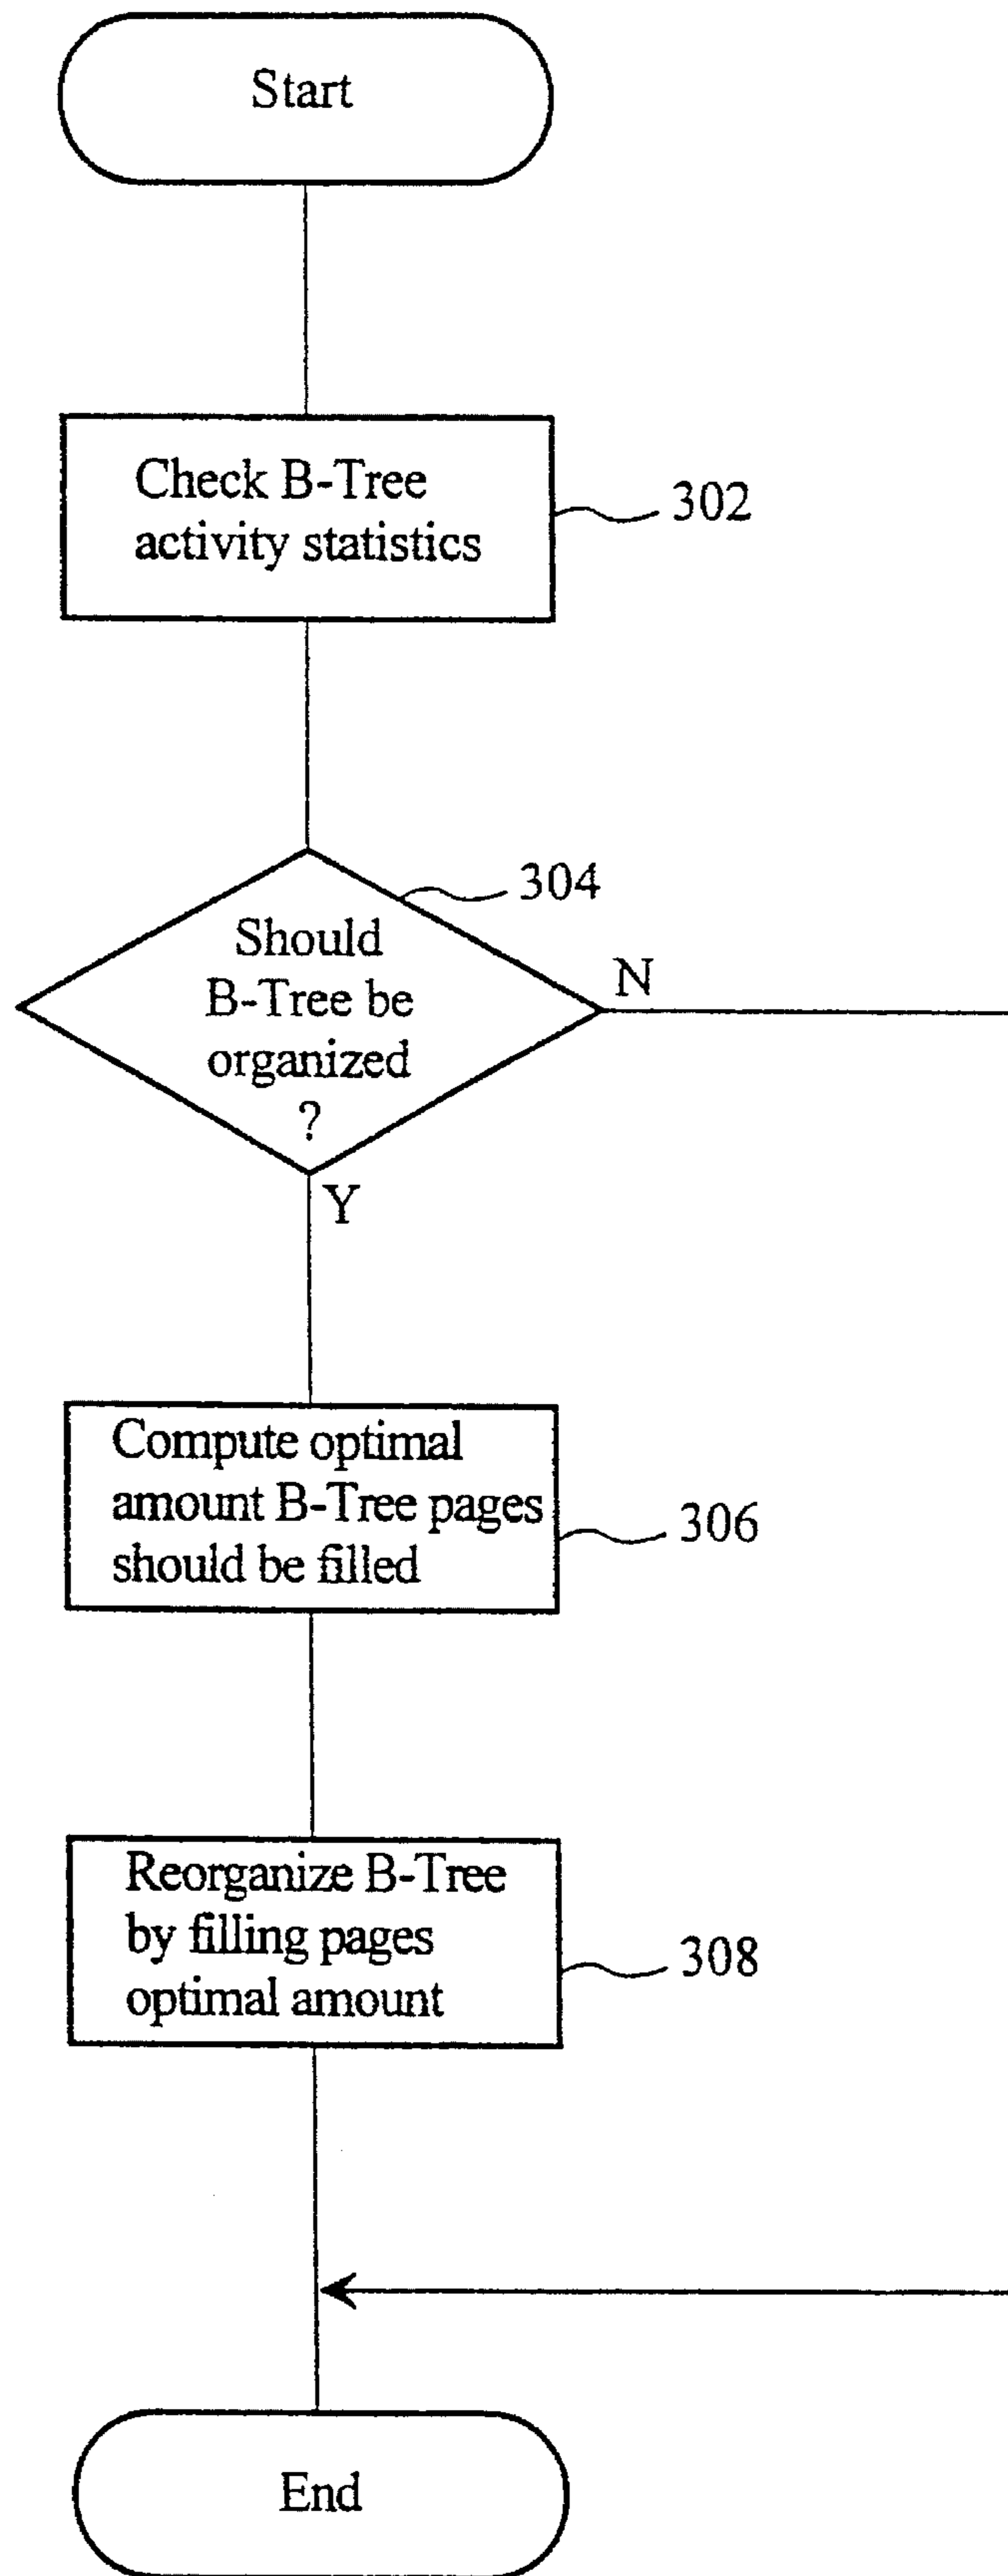 Start
Check B-Tree
activity statistics
302
304
Should
B-Tree be
organized
?
N
Y
Compute optimal
amount B-Tree pages
should be filled
306
Reorganize B-Tree
by filling pages
optimal amount
308
End